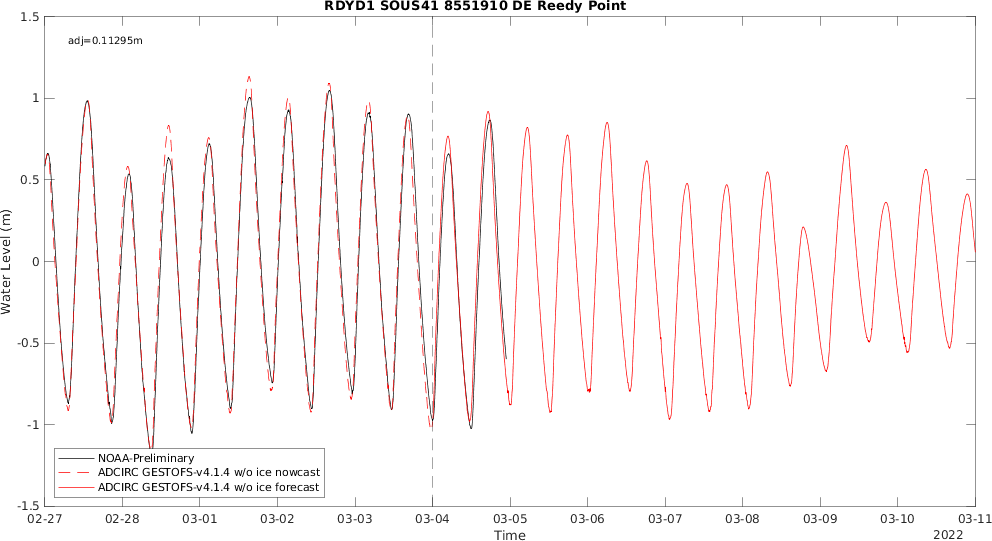 RDYD1 SOUS41 8551910 DE Reedy Point
1.5
adj=0.11295m
1
0.5
0
-0.5
-1
-1.5
Water Level (m)
NOAA-Preliminary
ADCIRC GESTOFS-v4.1.4 w/o ice nowcast
ADCIRC GESTOFS-v4.1.4 w/o ice forecast
02-27 02-28 03-01 03-02 03-03 03-04 03-05 03-06 03-07 03-08 03-09 03-10 03-11
Time
2022